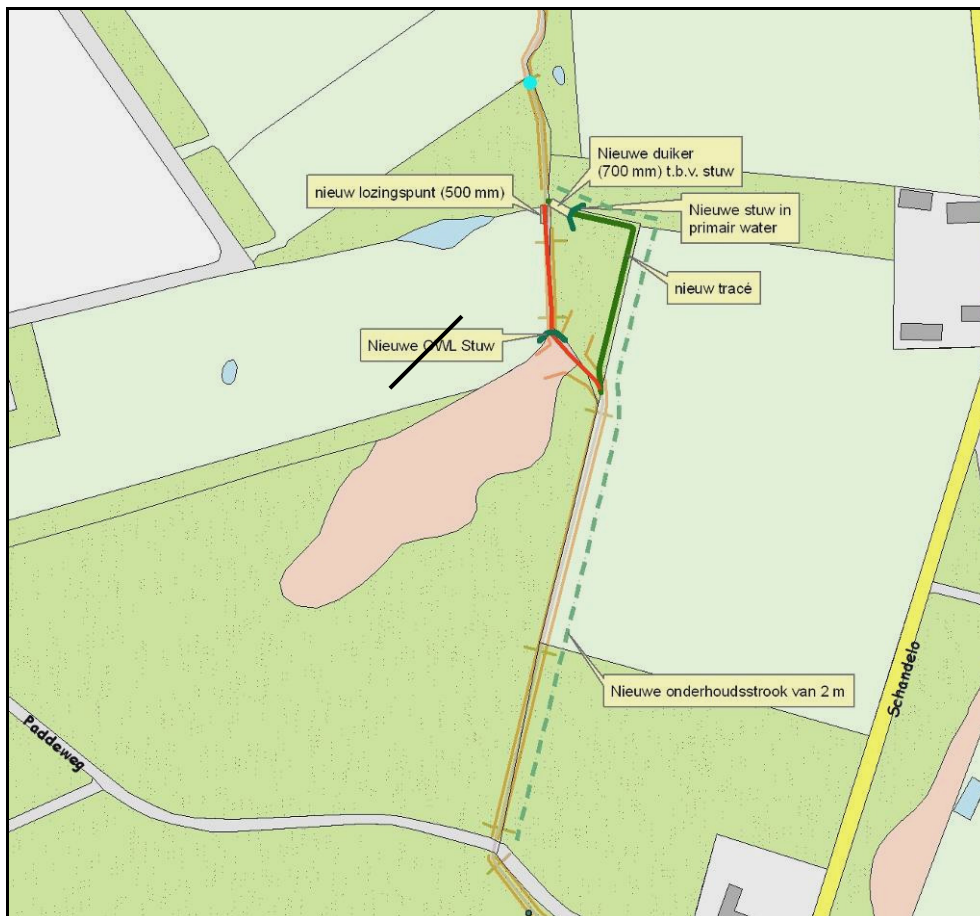 Nieuwe duiker
(700 mm) t.b.v. stuw
nieuw lozingspunt (500 mm)
Nieuwe stuw in
primair water
nieuw tracé
Nieuwe OWL Stuw
Nieuwe onderhoudsstrook van 2 m
Schandelo
Paddeweg